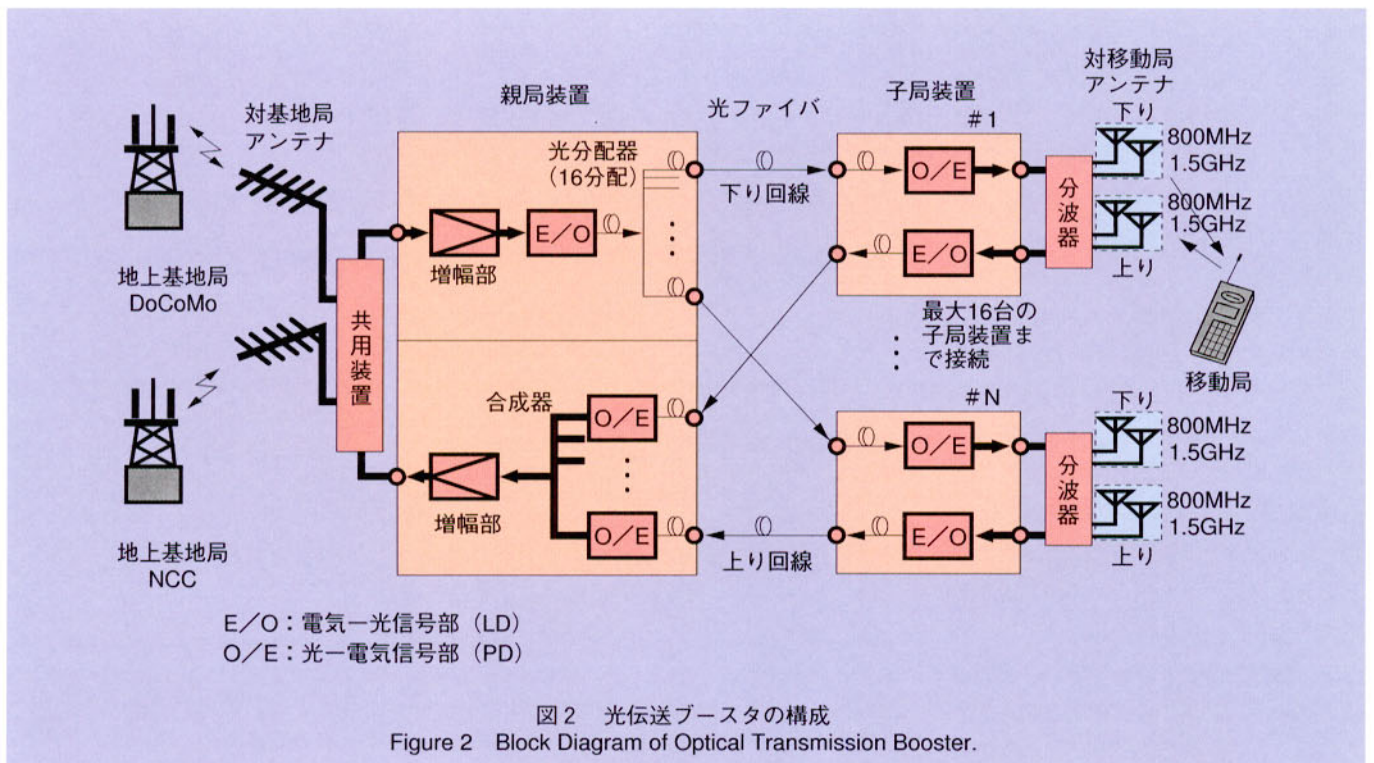 地上基地局
DoCoMo
地上基地局
NCC
対基地局
アンテナ
共用装置
親局装置
増幅部
E／O
光分配器
（16分配）
合成器
O／E
O／E
増幅部
光ファイバ
下り回線
上り回線
子局装置
＃1
O／E
E／O
最大16台の
子局装置ま
で接続
＃N
O／E
E／O
分波器
分波器
対移動局
アンテナ
下り
800MHz
1.5GHz
800MHz
1.5GHz
上り
移動局
下り
800MHz
1.5GHz
800MHz
1.5GHz
上り
E／O：電気ー光信号部（LD）
O／E：光ー電気信号部（PD）
図2 光伝送ブースタの構成
Figure 2 Block Diagram of Optical Transmission Booster.